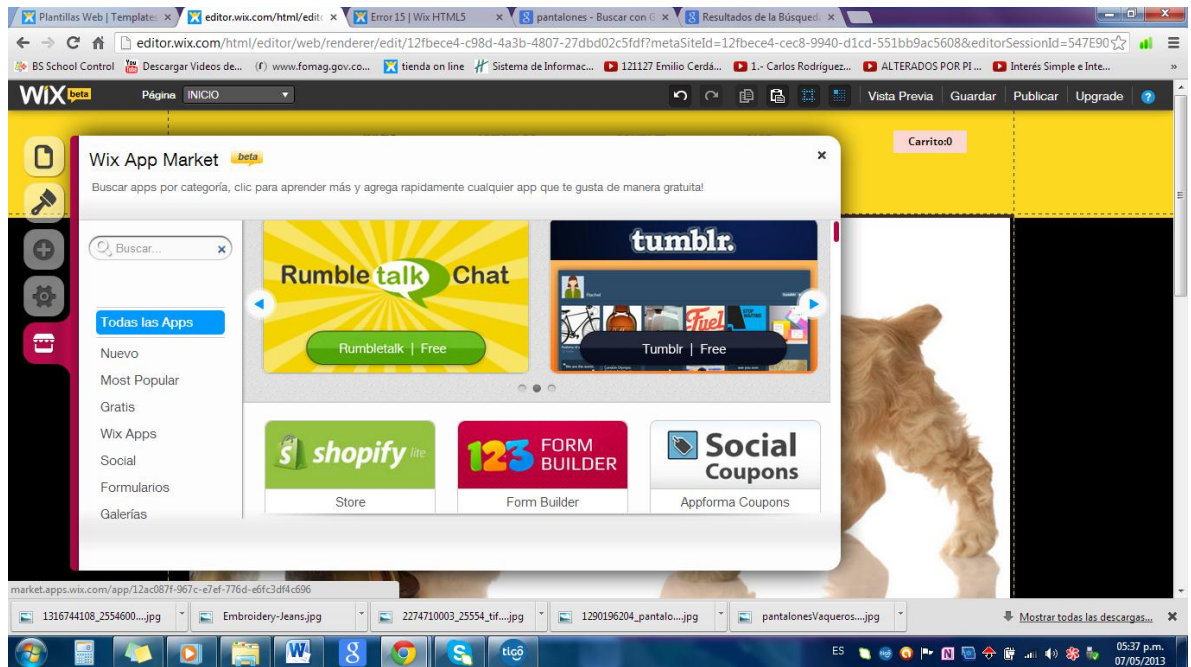 Plantillas Web | Templates
editor.wix.com/html/edito
Error 15 | Wix HTML5
pantalones - Buscar con G
Resultados de la Búsqueda
editor.wix.com/html/editor/web/renderer/edit/12fbece4-c98d-4a3b-4807-27dbd02c5fdf?metaSiteId=12fbece4-cec8-9940-d1cd-551bb9ac5608&editorSessionId=547E90
BS School Control
Descargar Videos de...
www.fomag.gov.co...
tienda on line
Sistema de Informac...
121127 Emilio Cerdá...
1.- Carlos Rodríguez...
ALTERADOS POR PI ...
Interés Simple e Inte...
WiX beta
Página INICIO
Vista Previa
Guardar
Publicar
Upgrade
?
Carrito:0
Wix App Market beta
Buscar apps por categoría, clic para aprender más y agrega rapidamente cualquier app que te gusta de manera gratuita!
Buscar...
Todas las Apps
Nuevo
Most Popular
Gratis
Wix Apps
Social
Formularios
Galerías
Rumble talk Chat
Rumbletalk | Free
tumblr.
Fuel
Tumblr | Free
shopify lite
Store
123 FORM BUILDER
Form Builder
Social Coupons
Appforma Coupons
market.apps.wix.com/app/12ac087f-967c-e7ef-776d-e6fc3df4c696
1316744108_2554600....jpg
Embroidery-Jeans.jpg
2274710003_25554_tif....jpg
1290196204_pantalo....jpg
pantalonesVaqueros....jpg
Mostrar todas las descargas...
tigo
ES
05:37 p.m.
07/05/2013